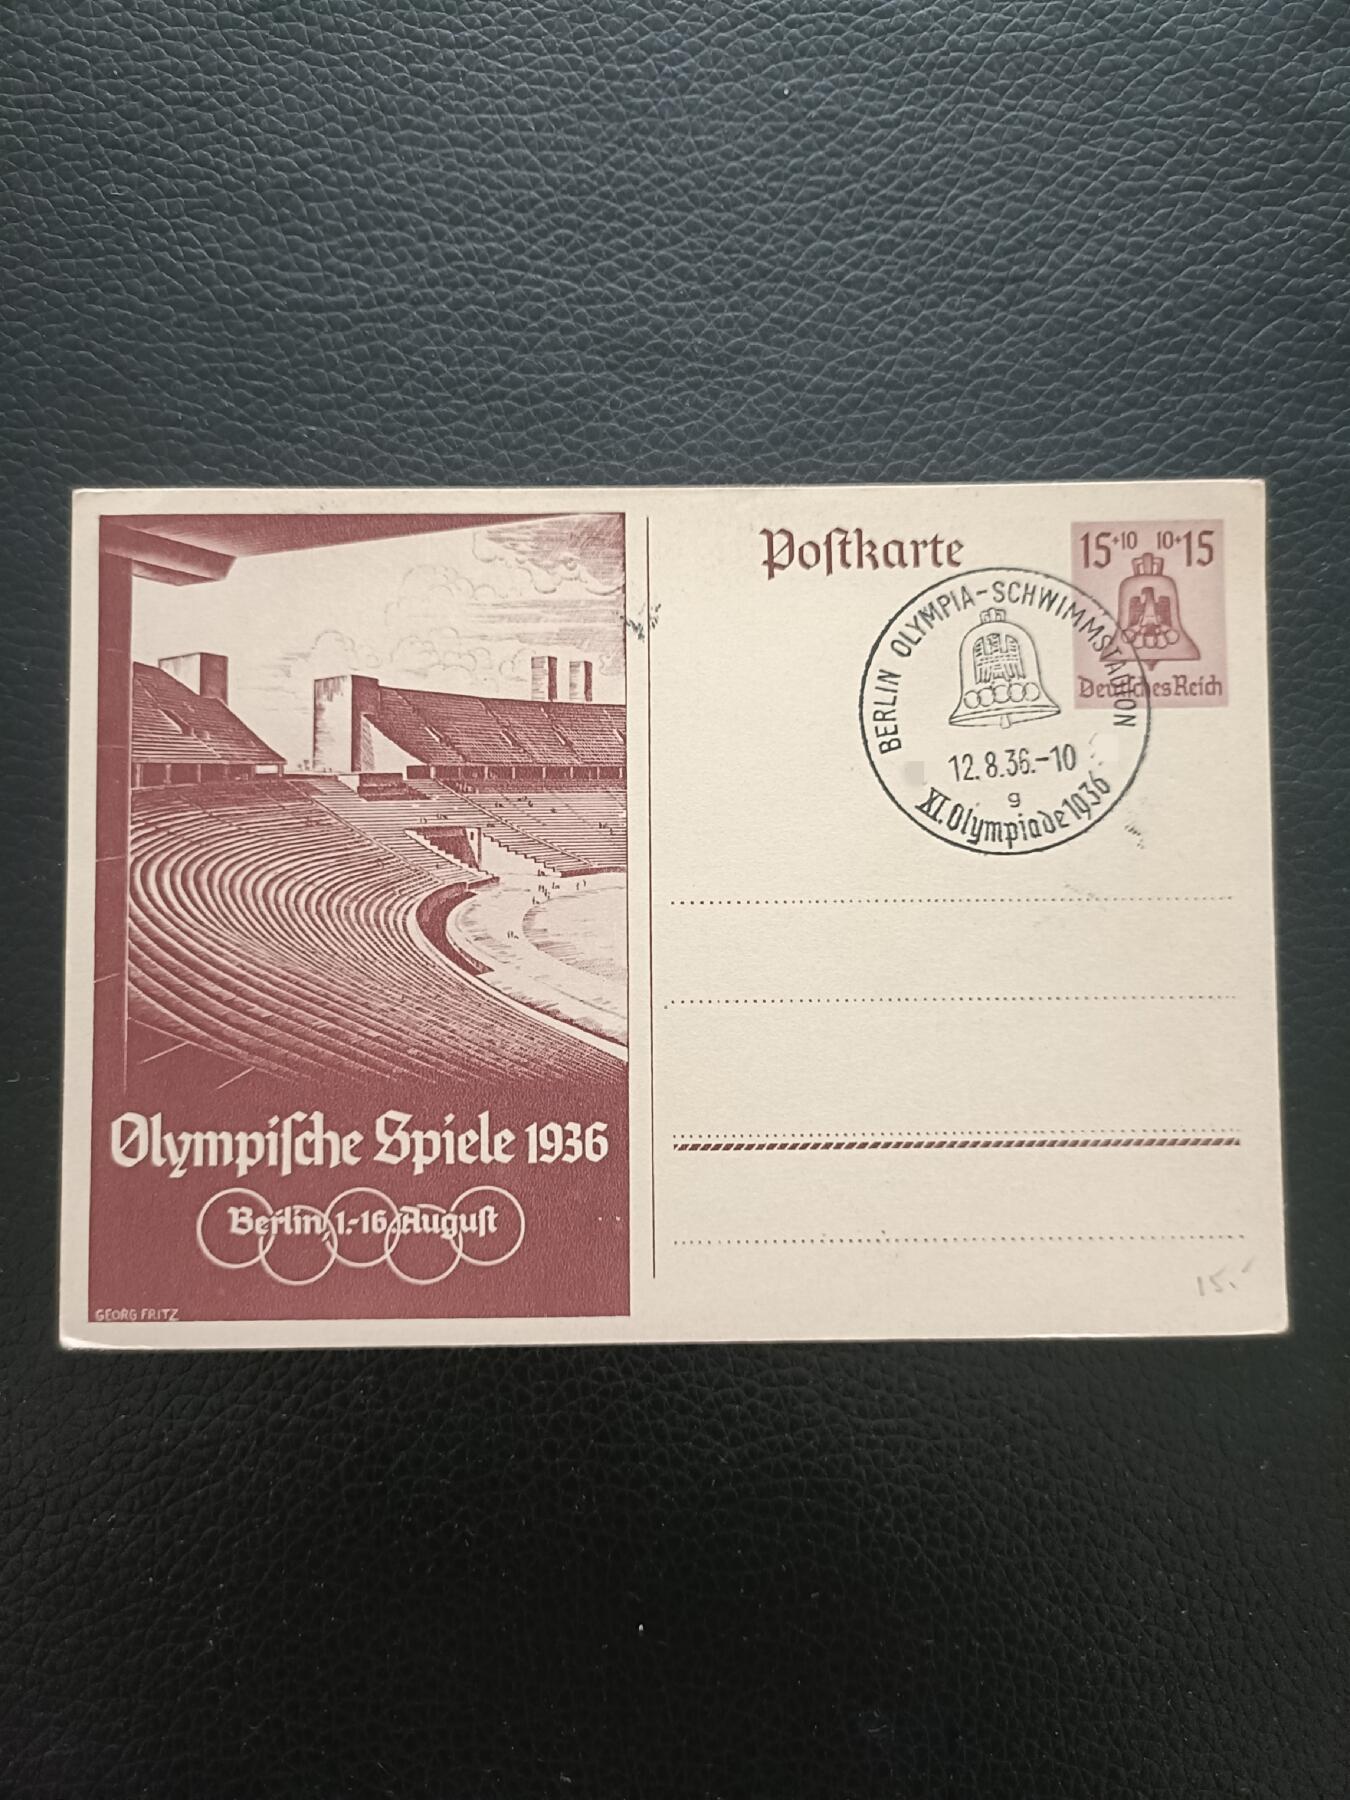 Postkarte
15+10 10+15
Deutsches Reich
BERLIN OLYMPIA-SCHWIMMSTADION
12.8.36.-10
g
XI. Olympiade 1936
Olympiſche Spiele 1936
Berlin, 1.-16. Auguſt
GEORG FRITZ
15.-